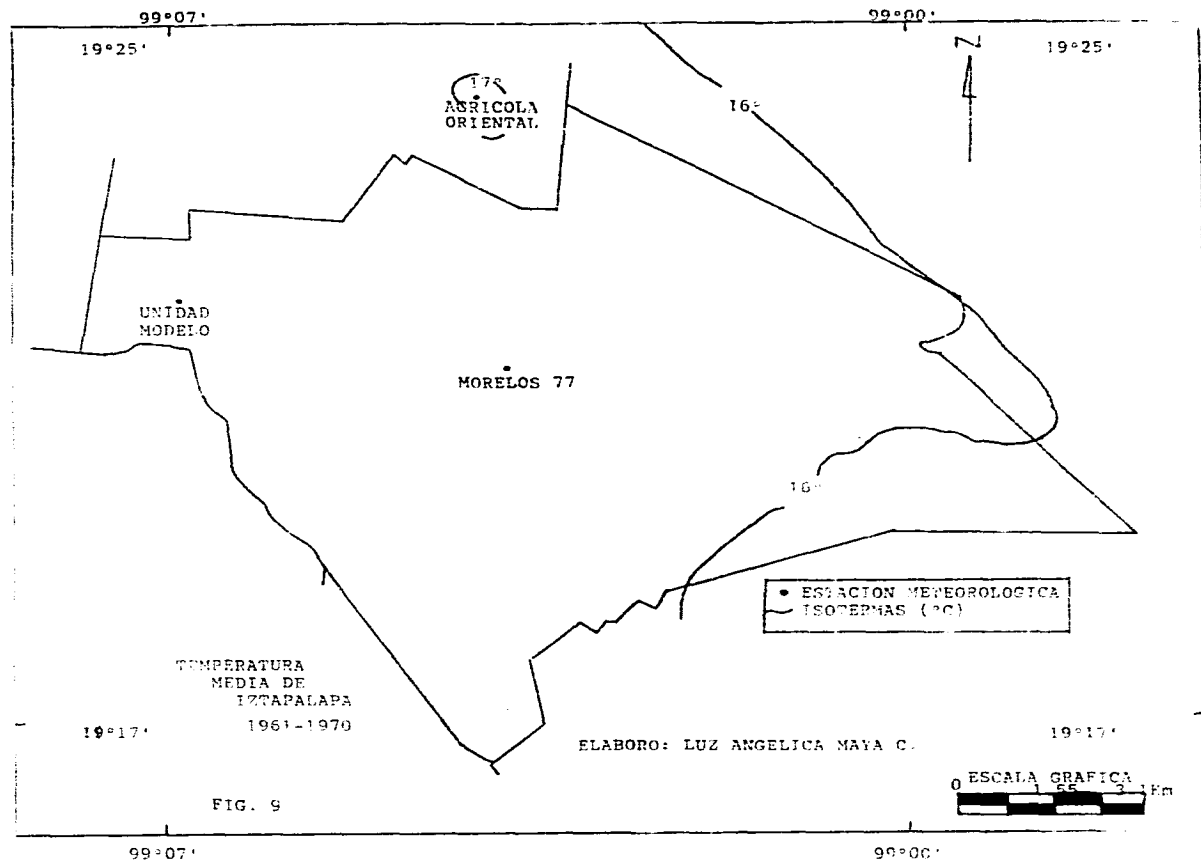 99°07'
99°00'
19°25'
19°25'
Z
17°
AGRICOLA
ORIENTAL
16°
UNIDAD
MODELO
MORELOS 77
16°
• ESTACION METEOROLOGICA
ISOTERMAS (°C)
TEMPERATURA
MEDIA DE
IZTAPALAPA
1961-1970
19°17'
19°17'
ELABORO: LUZ ANGELICA MAYA C.
ESCALA GRAFICA
0 1.55 3.1Km
FIG. 9
99°07'
99°00'